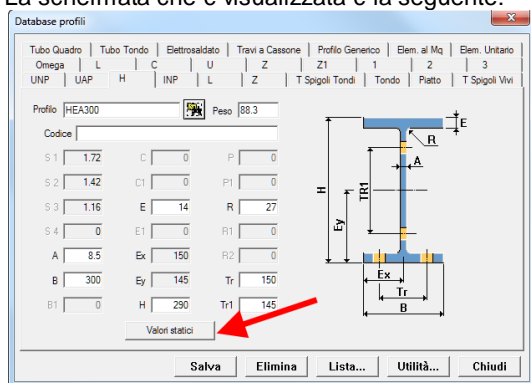 La schermata che è visualizzata è la seguente:
Database profili
Tubo Quadro Tubo Tondo Elettrosaldato Travi a Cassone Profilo Generico Elem. al Mq Elem. Unitario
Omega L C U Z Z1 1 2 3
UNP UAP H INP L Z T Spigoli Tondi Tondo Piatto T Spigoli Vivi
Profilo HEA300 Peso 88.3
Codice
S 1 1.72 C 0 P 0
S 2 1.42 C1 0 P1 0
S 3 1.16 E 14 R 27
S 4 0 E1 0 R1 0
A 8.5 Ex 150 R2 0
B 300 Ey 145 Tr 150
B1 0 H 290 Tr1 145
Valori statici
E
R
A
H
TR1
Ey
Ex
Tr
B
Salva Elimina Lista... Utilità... Chiudi